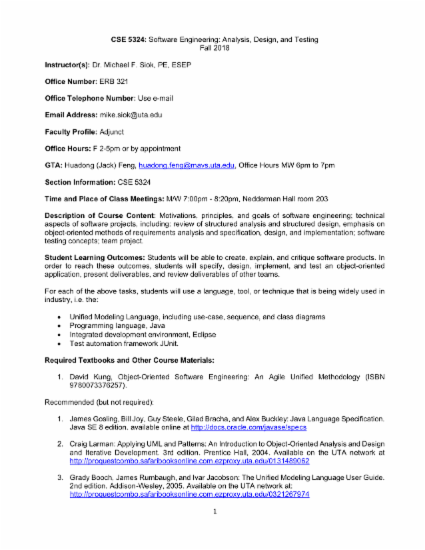 CSE 5324: Software Engineering: Analysis, Design, and Testing
Fall 2018
Instructor(s): Dr. Michael F. Siok, PE, ESEP
Office Number: ERB 321
Office Telephone Number: Use e-mail
Email Address: mike.siok@uta.edu
Faculty Profile: Adjunct
Office Hours: F 2-5pm or by appointment
GTA: Huadong (Jack) Feng, huadong.feng@mavs.uta.edu, Office Hours MW 6pm to 7pm
Section Information: CSE 5324
Time and Place of Class Meetings: M/W 7:00pm - 8:20pm, Nedderman Hall room 203
Description of Course Content: Motivations, principles, and goals of software engineering; technical
aspects of software projects, including: review of structured analysis and structured design, emphasis on
object-oriented methods of requirements analysis and specification, design, and implementation; software
testing concepts; team project.
Student Learning Outcomes: Students will be able to create, explain, and critique software products. In
order to reach these outcomes, students will specify, design, implement, and test an object-oriented
application, present deliverables, and review deliverables of other teams.
For each of the above tasks, students will use a language, tool, or technique that is being widely used in
industry, i.e. the:
• Unified Modeling Language, including use-case, sequence, and class diagrams
• Programming language, Java
• Integrated development environment, Eclipse
• Test automation framework JUnit.
Required Textbooks and Other Course Materials:
1. David Kung, Object-Oriented Software Engineering: An Agile Unified Methodology (ISBN
9780073376257).
Recommended (but not required):
1. James Gosling, Bill Joy, Guy Steele, Gilad Bracha, and Alex Buckley: Java Language Specification.
Java SE 8 edition. available online at http://docs.oracle.com/javase/specs
2. Craig Larman: Applying UML and Patterns: An Introduction to Object-Oriented Analysis and Design
and Iterative Development. 3rd edition. Prentice Hall, 2004. Available on the UTA network at
http://proquestcombo.safaribooksonline.com.ezproxy.uta.edu/0131489062
3. Grady Booch, James Rumbaugh, and Ivar Jacobson: The Unified Modeling Language User Guide.
2nd edition. Addison-Wesley, 2005. Available on the UTA network at:
http://proquestcombo.safaribooksonline.com.ezproxy.uta.edu/0321267974
1